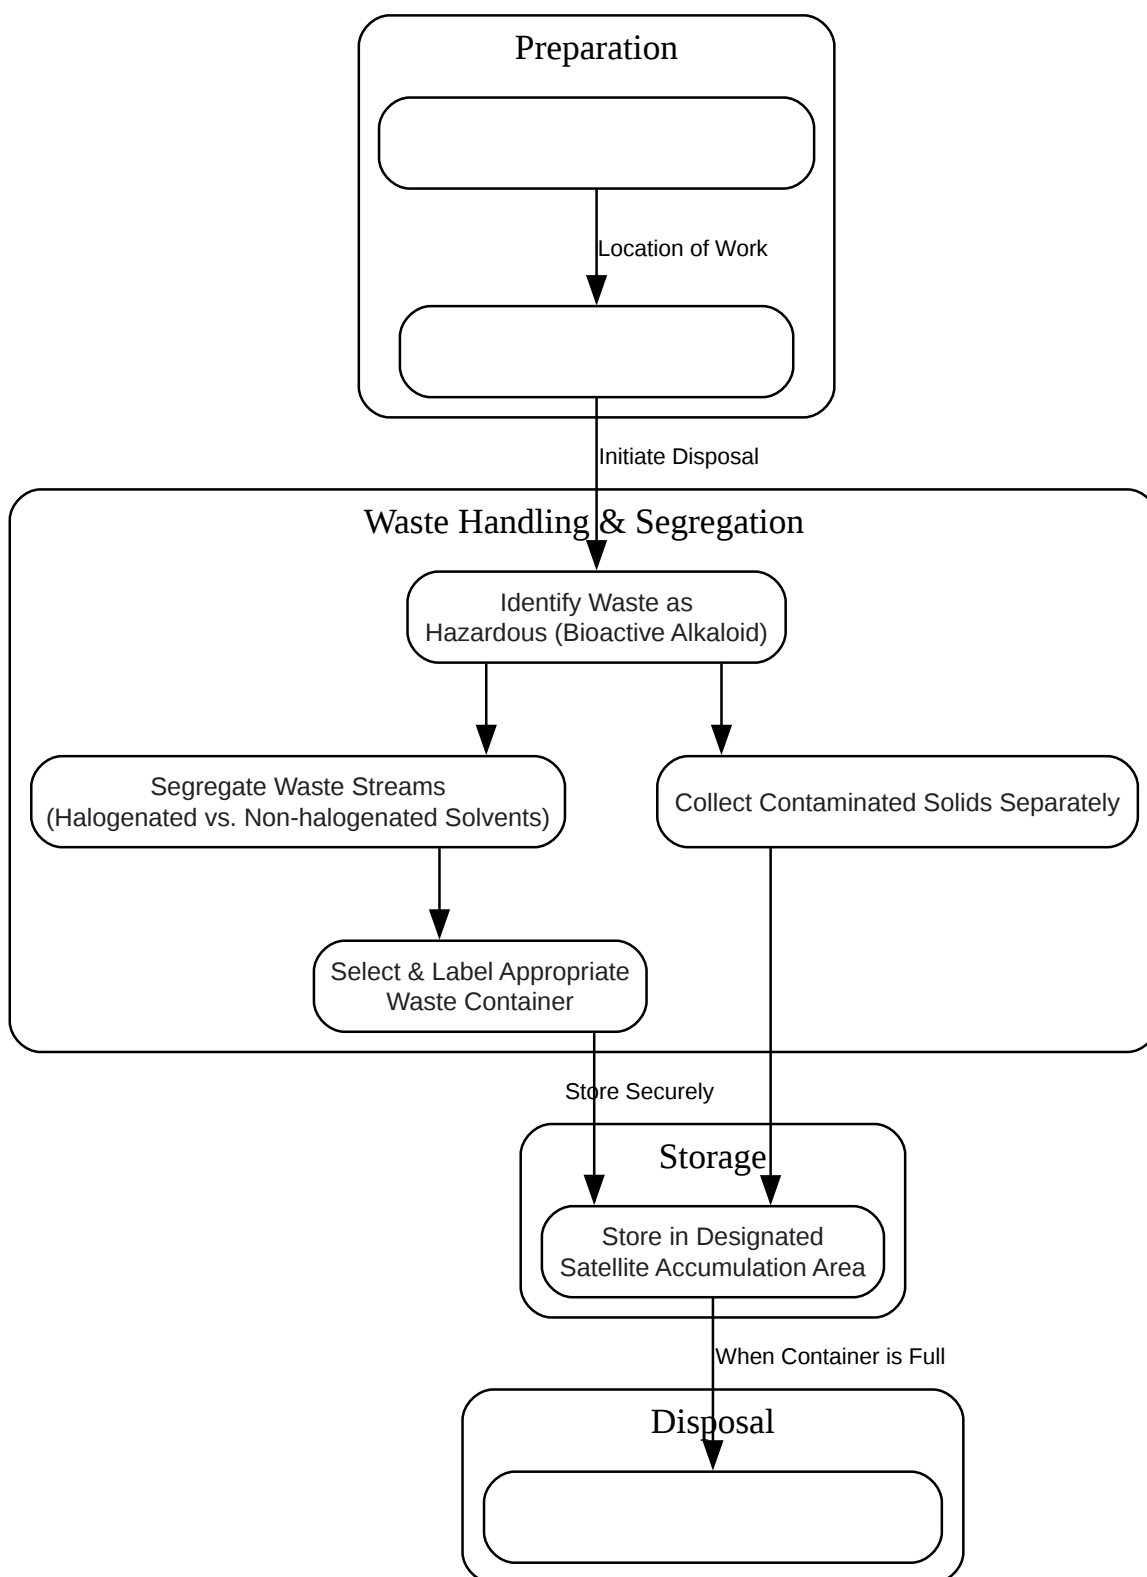 Preparation
Location of Work
Initiate Disposal
Waste Handling & Segregation
Identify Waste as
Hazardous (Bioactive Alkaloid)
Segregate Waste Streams
(Halogenated vs. Non-halogenated Solvents)
Collect Contaminated Solids Separately
Select & Label Appropriate
Waste Container
Store Securely
Storage
Store in Designated
Satellite Accumulation Area
When Container is Full
Disposal